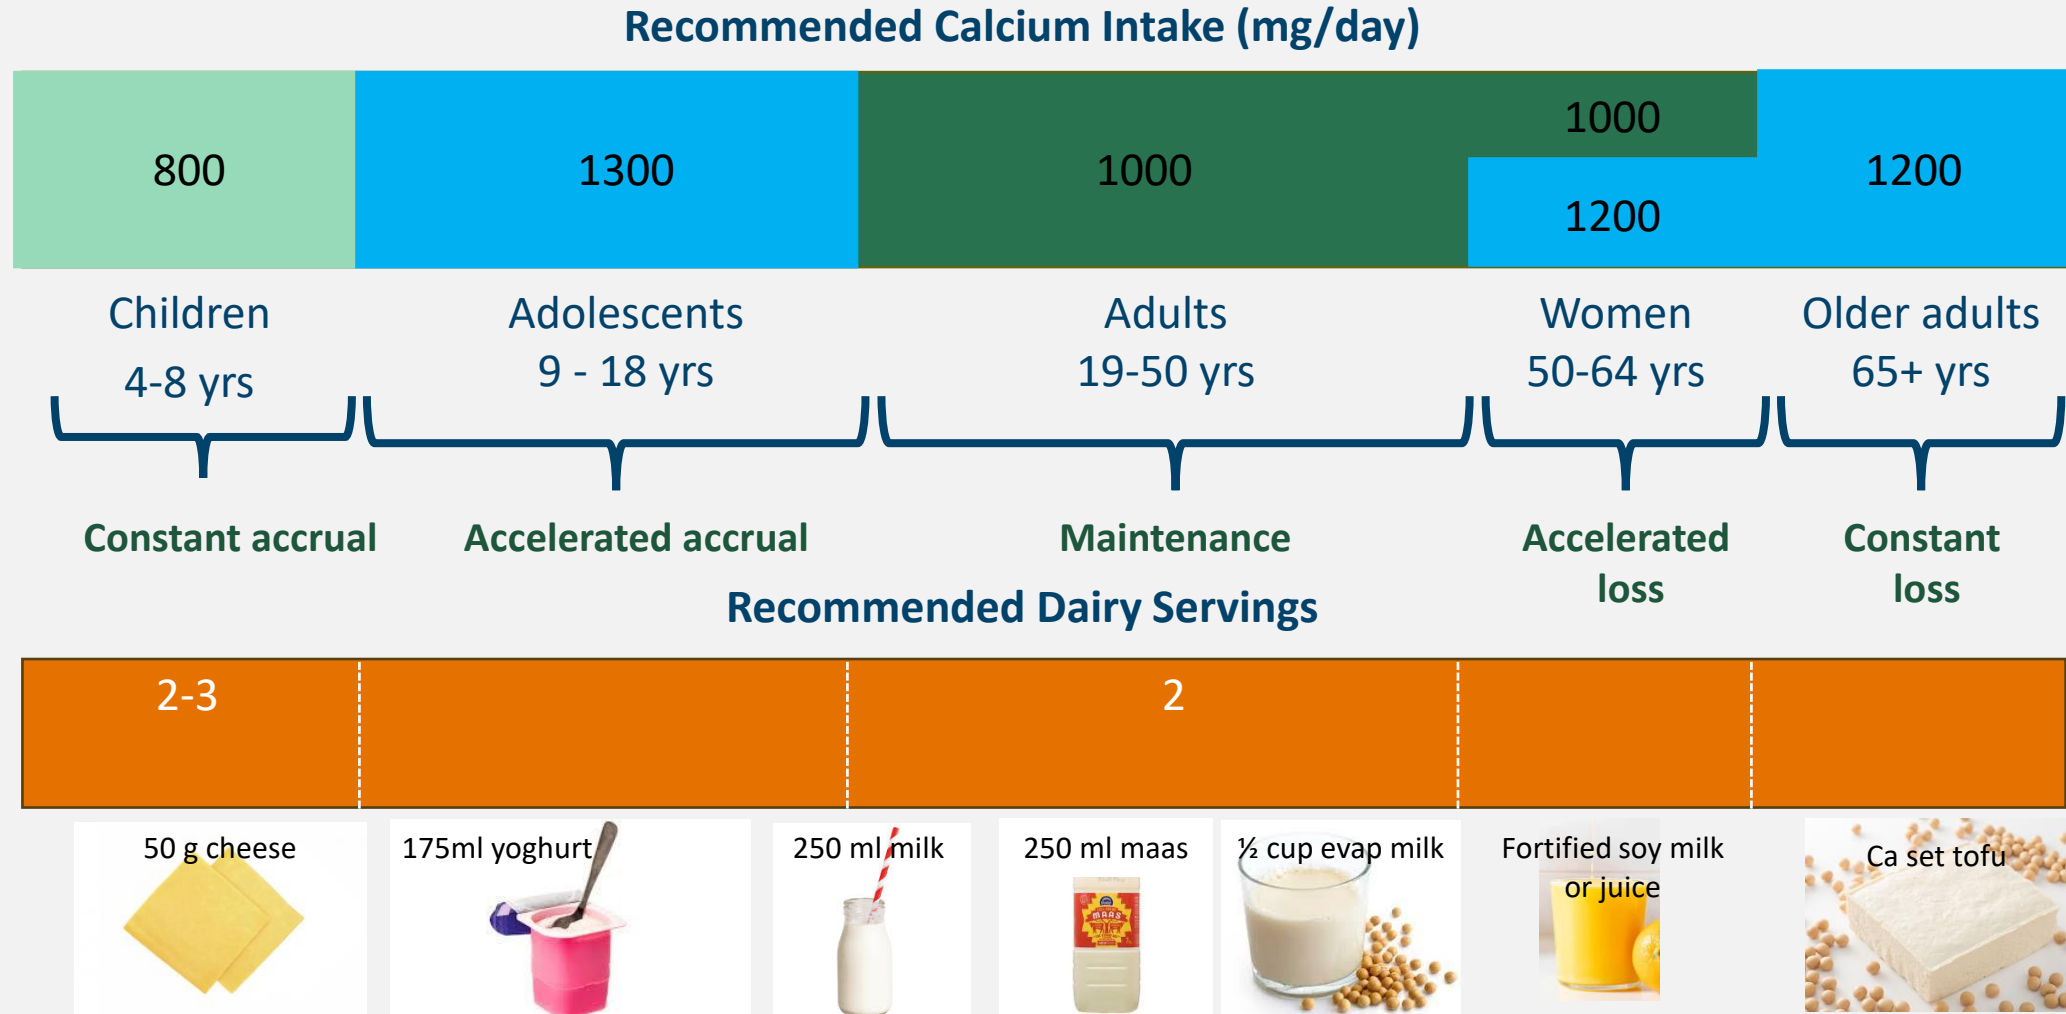 Recommended Calcium Intake (mg/day)
800
1300
1000
1000
1200
1200
Children
4-8 yrs
Adolescents
9 - 18 yrs
Adults
19-50 yrs
Women
50-64 yrs
Older adults
65+ yrs
Constant accrual
Accelerated accrual
Maintenance
Accelerated
loss
Constant
loss
Recommended Dairy Servings
2-3
2
50 g cheese
175ml yoghurt
250 ml milk
250 ml maas
½ cup evap milk
Fortified soy milk
or juice
Ca set tofu
MAAS